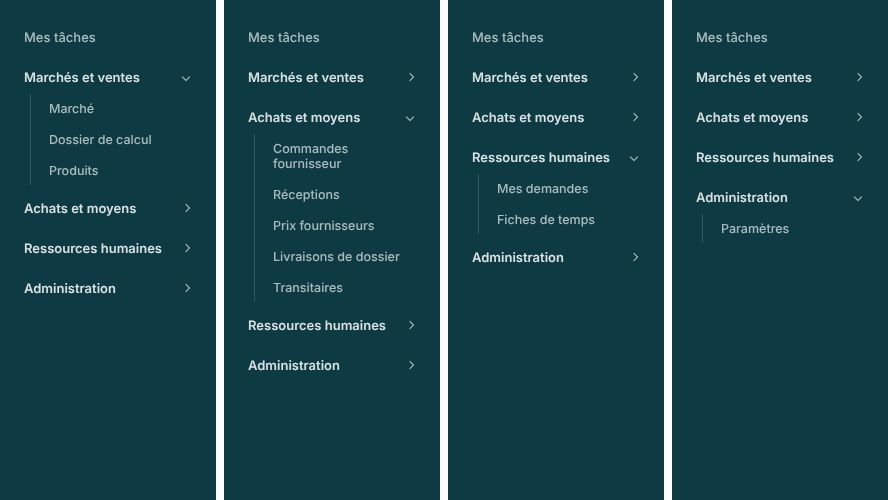 Mes tâches
Marchés et ventes
Marché
Dossier de calcul
Produits
Achats et moyens
Ressources humaines
Administration
Mes tâches
Marchés et ventes
Achats et moyens
Commandes
fournisseur
Réceptions
Prix fournisseurs
Livraisons de dossier
Transitaires
Ressources humaines
Administration
Mes tâches
Marchés et ventes
Achats et moyens
Ressources humaines
Mes demandes
Fiches de temps
Administration
Mes tâches
Marchés et ventes
Achats et moyens
Ressources humaines
Administration
Paramètres